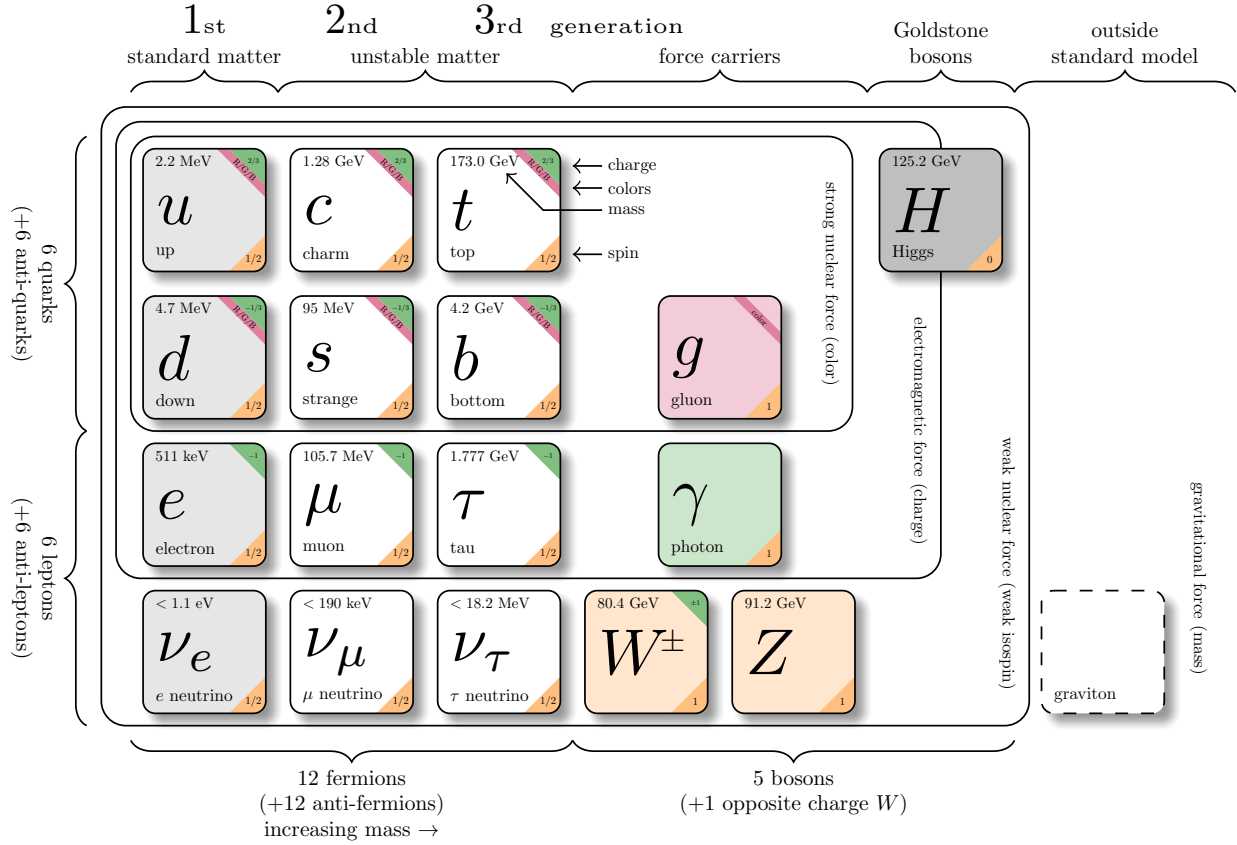 1st 2nd 3rd generation
standard matter
unstable matter
force carriers
Goldstone
bosons
outside
standard model
6 quarks
(+6 anti-quarks)
6 leptons
(+6 anti-leptons)
2.2 MeV
2/3
R/G/B
u
up
1/2
1.28 GeV
2/3
R/G/B
c
charm
1/2
173.0 GeV
2/3
R/G/B
t
top
1/2
charge
colors
mass
spin
125.2 GeV
H
Higgs
0
4.7 MeV
−1/3
R/G/B
d
down
1/2
95 MeV
−1/3
R/G/B
s
strange
1/2
4.2 GeV
−1/3
R/G/B
b
bottom
1/2
color
g
gluon
1
strong nuclear force (color)
511 keV
−1
e
electron
1/2
105.7 MeV
−1
μ
muon
1/2
1.777 GeV
−1
τ
tau
1/2
γ
photon
1
electromagnetic force (charge)
< 1.1 eV
νe
e neutrino
1/2
< 190 keV
νμ
μ neutrino
1/2
< 18.2 MeV
ντ
τ neutrino
1/2
80.4 GeV
±1
W±
1
91.2 GeV
Z
1
weak nuclear force (weak isospin)
graviton
gravitational force (mass)
12 fermions
(+12 anti-fermions)
increasing mass →
5 bosons
(+1 opposite charge W)